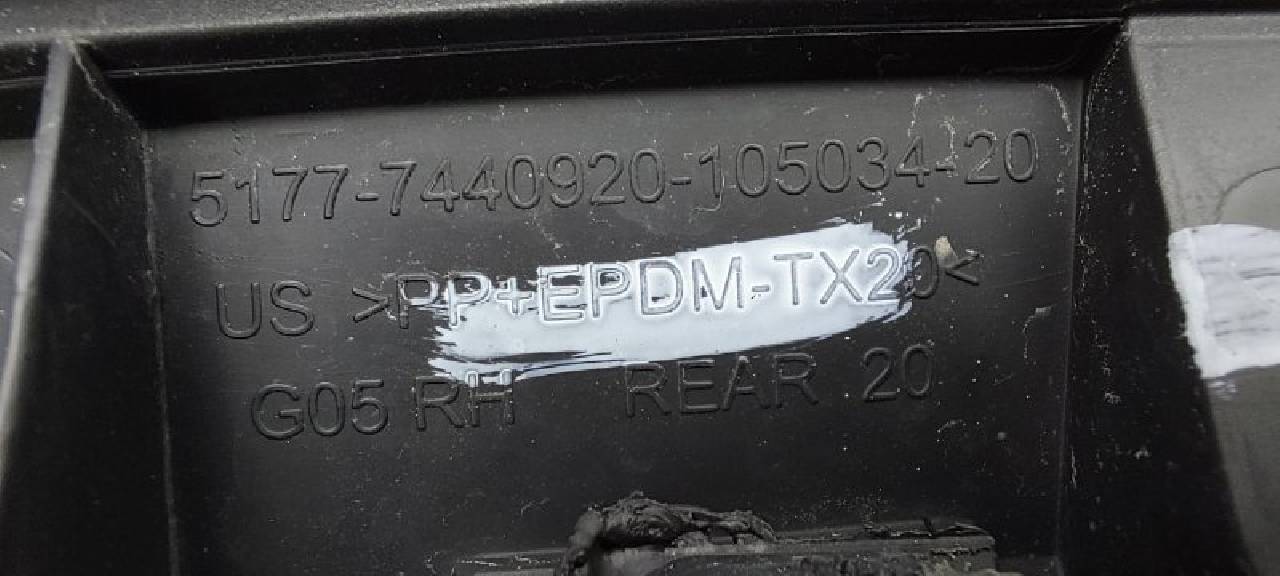 5177-7440920-105034-20
US >PP+EPDM-TX20<
G05 RH REAR 20